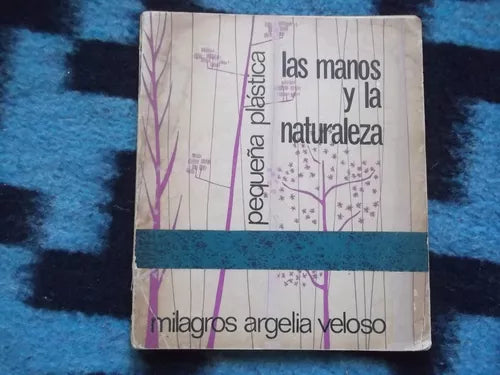 las manos
y la
naturaleza
pequeña plástica
milagros argelia veloso